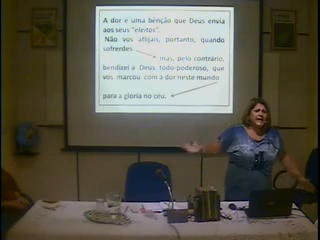 A dor é uma bênção que Deus envia
aos seus "eleitos".
Não vos aflijais, portanto, quando
sofrerdes
mas, pelo contrário,
bendizei a Deus todo-poderoso, que
vos marcou com a dor neste mundo
para a glória no céu.